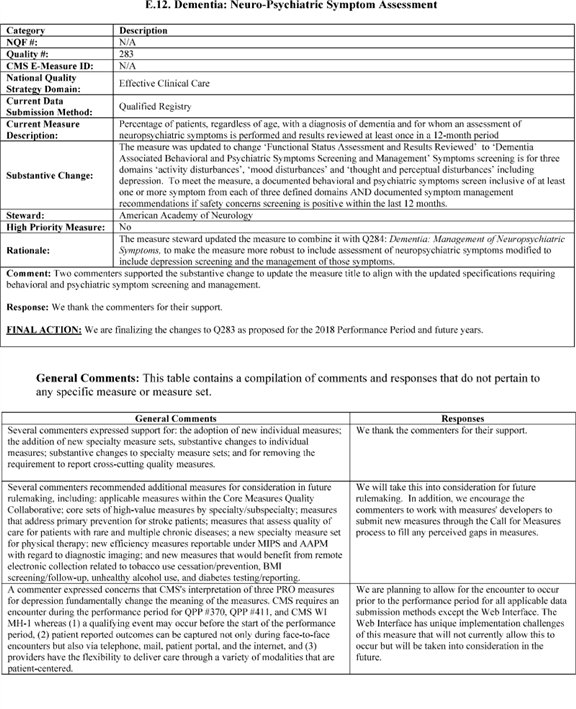 E.12. Dementia: Neuro-Psychiatric Symptom Assessment
Category Description
NQF #: N/A
Quality #: 283
CMS E-Measure ID: N/A
National Quality
Strategy Domain:
Effective Clinical Care
Current Data
Submission Method:
Qualified Registry
Current Measure
Description:
Percentage of patients, regardless of age, with a diagnosis of dementia and for whom an assessment of
neuropsychiatric symptoms is performed and results reviewed at least once in a 12-month period
Substantive Change:
The measure was updated to change ‘Functional Status Assessment and Results Reviewed’ to ‘Dementia
Associated Behavioral and Psychiatric Symptoms Screening and Management’ Symptoms screening is for three
domains ‘activity disturbances’, ‘mood disturbances’ and ‘thought and perceptual disturbances’ including
depression. To meet the measure, a documented behavioral and psychiatric symptoms screen inclusive of at least
one or more symptom from each of three defined domains AND documented symptom management
recommendations if safety concerns screening is positive within the last 12 months.
Steward: American Academy of Neurology
High Priority Measure: No
Rationale:
The measure steward updated the measure to combine it with Q284: Dementia: Management of Neuropsychiatric
Symptoms, to make the measure more robust to include assessment of neuropsychiatric symptoms modified to
include depression screening and the management of those symptoms.
Comment: Two commenters supported the substantive change to update the measure title to align with the updated specifications requiring
behavioral and psychiatric symptom screening and management.
Response: We thank the commenters for their support.
FINAL ACTION: We are finalizing the changes to Q283 as proposed for the 2018 Performance Period and future years.
General Comments: This table contains a compilation of comments and responses that do not pertain to
any specific measure or measure set.
General Comments Responses
Several commenters expressed support for: the adoption of new individual measures;
the addition of new specialty measure sets, substantive changes to individual
measures; substantive changes to specialty measure sets; and for removing the
requirement to report cross-cutting quality measures.
We thank the commenters for their support.
Several commenters recommended additional measures for consideration in future
rulemaking, including: applicable measures within the Core Measures Quality
Collaborative; core sets of high-value measures by specialty/subspecialty; measures
that address primary prevention for stroke patients; measures that assess quality of
care for patients with rare and multiple chronic diseases; a new specialty measure set
for physical therapy; new efficiency measures reportable under MIPS and AAPM
with regard to diagnostic imaging; and new measures that would benefit from remote
electronic collection related to tobacco use cessation/prevention, BMI
screening/follow-up, unhealthy alcohol use, and diabetes testing/reporting.
We will take this into consideration for future
rulemaking. In addition, we encourage the
commenters to work with measures' developers to
submit new measures through the Call for Measures
process to fill any perceived gaps in measures.
A commenter expressed concerns that CMS's interpretation of three PRO measures
for depression fundamentally change the meaning of the measures. CMS requires an
encounter during the performance period for QPP #370, QPP #411, and CMS WI
MH-1 whereas (1) a qualifying event may occur before the start of the performance
period, (2) patient reported outcomes can be captured not only during face-to-face
encounters but also via telephone, mail, patient portal, and the internet, and (3)
providers have the flexibility to deliver care through a variety of modalities that are
patient-centered.
We are planning to allow for the encounter to occur
prior to the performance period for all applicable data
submission methods except the Web Interface. The
Web Interface has unique implementation challenges
of this measure that will not currently allow this to
occur but will be taken into consideration in
the future.